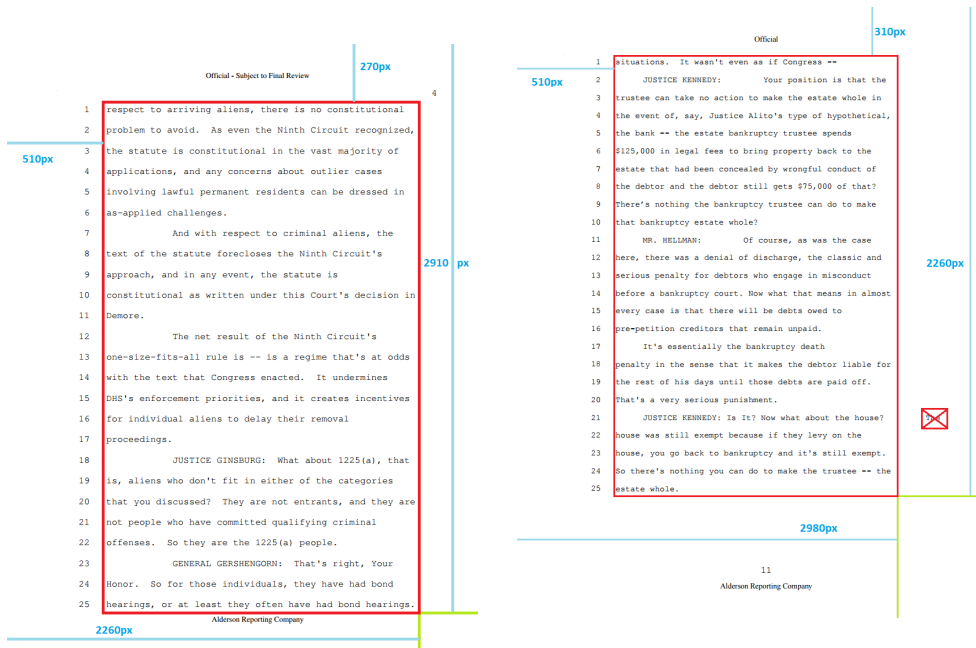 270px
Official - Subject to Final Review
4
1 respect to arriving aliens, there is no constitutional
2 problem to avoid. As even the Ninth Circuit recognized,
510px
3 the statute is constitutional in the vast majority of
4 applications, and any concerns about outlier cases
5 involving lawful permanent residents can be dressed in
6 as-applied challenges.
7 And with respect to criminal aliens, the
8 text of the statute forecloses the Ninth Circuit's
2910 px
9 approach, and in any event, the statute is
10 constitutional as written under this Court's decision in
11 Demore.
12 The net result of the Ninth Circuit's
13 one-size-fits-all rule is -- is a regime that's at odds
14 with the text that Congress enacted. It undermines
15 DHS's enforcement priorities, and it creates incentives
16 for individual aliens to delay their removal
17 proceedings.
18 JUSTICE GINSBURG: What about 1225(a), that
19 is, aliens who don't fit in either of the categories
20 that you discussed? They are not entrants, and they are
21 not people who have committed qualifying criminal
22 offenses. So they are the 1225(a) people.
23 GENERAL GERSHENGORN: That's right, Your
24 Honor. So for those individuals, they have had bond
25 hearings, or at least they often have had bond hearings.
Alderson Reporting Company
2260px
310px
Official
1 situations. It wasn't even as if Congress --
510px
2 JUSTICE KENNEDY: Your position is that the
3 trustee can take no action to make the estate whole in
4 the event of, say, Justice Alito's type of hypothetical,
5 the bank -- the estate bankruptcy trustee spends
6 $125,000 in legal fees to bring property back to the
7 estate that had been concealed by wrongful conduct of
8 the debtor and the debtor still gets $75,000 of that?
9 There's nothing the bankruptcy trustee can do to make
10 that bankruptcy estate whole?
11 MR. HELLMAN: Of course, as was the case
12 here, there was a denial of discharge, the classic and
2260px
13 serious penalty for debtors who engage in misconduct
14 before a bankruptcy court. Now what that means in almost
15 every case is that there will be debts owed to
16 pre-petition creditors that remain unpaid.
17 It's essentially the bankruptcy death
18 penalty in the sense that it makes the debtor liable for
19 the rest of his days until those debts are paid off.
20 That's a very serious punishment.
21 JUSTICE KENNEDY: Is It? Now what about the house? The
22 house was still exempt because if they levy on the
23 house, you go back to bankruptcy and it's still exempt.
24 So there's nothing you can do to make the trustee -- the
25 estate whole.
2980px
11
Alderson Reporting Company